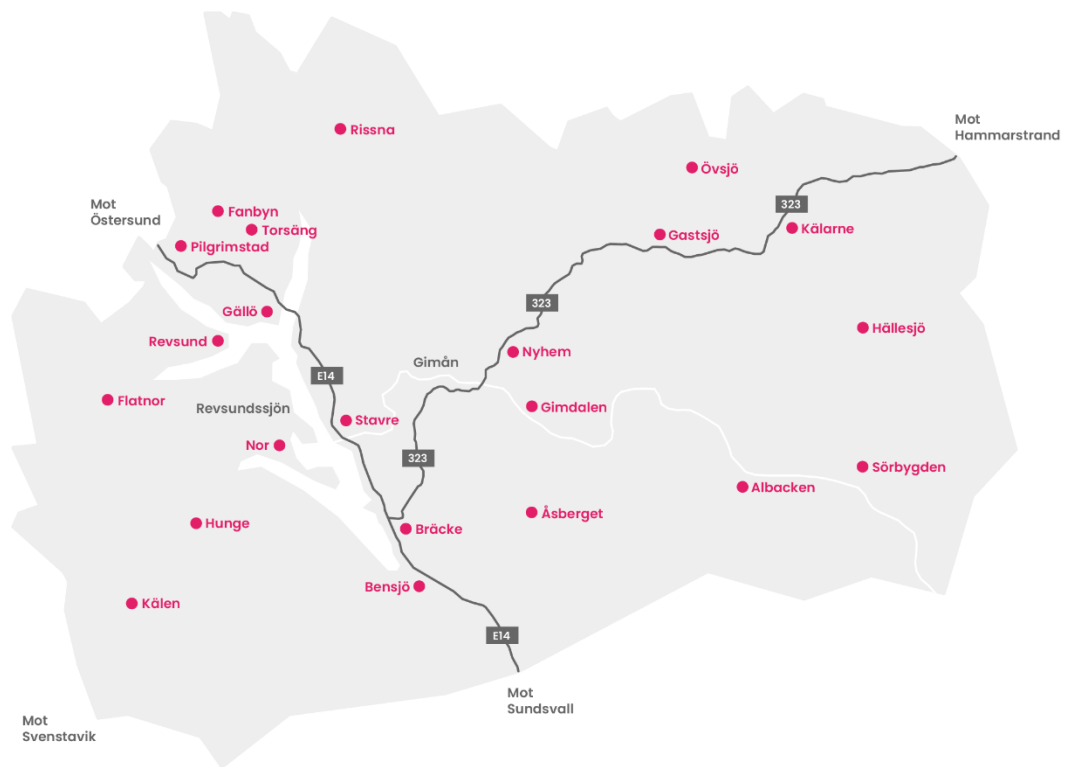 Mot
Hammarstrand
Rissna
Övsjö
Mot
Östersund
323
Fanbyn
Torsäng
Kälarne
Gastsjö
Pilgrimstad
323
Gällö
Hällesjö
Revsund
Nyhem
Gimån
E14
Flatnor
Revsundssjön
Gimdalen
Stavre
Nor
323
Sörbygden
Albacken
Åsberget
Hunge
Bräcke
Bensjö
Kälen
E14
Mot
Sundsvall
Mot
Svenstavik